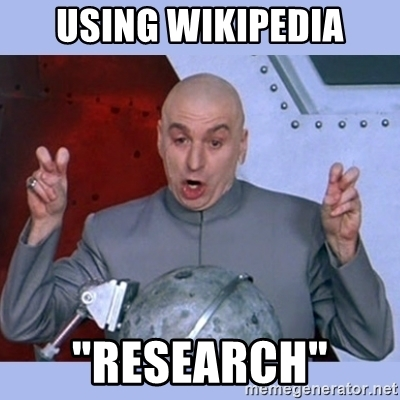 USING WIKIPEDIA
"RESEARCH"
memegenerator.net